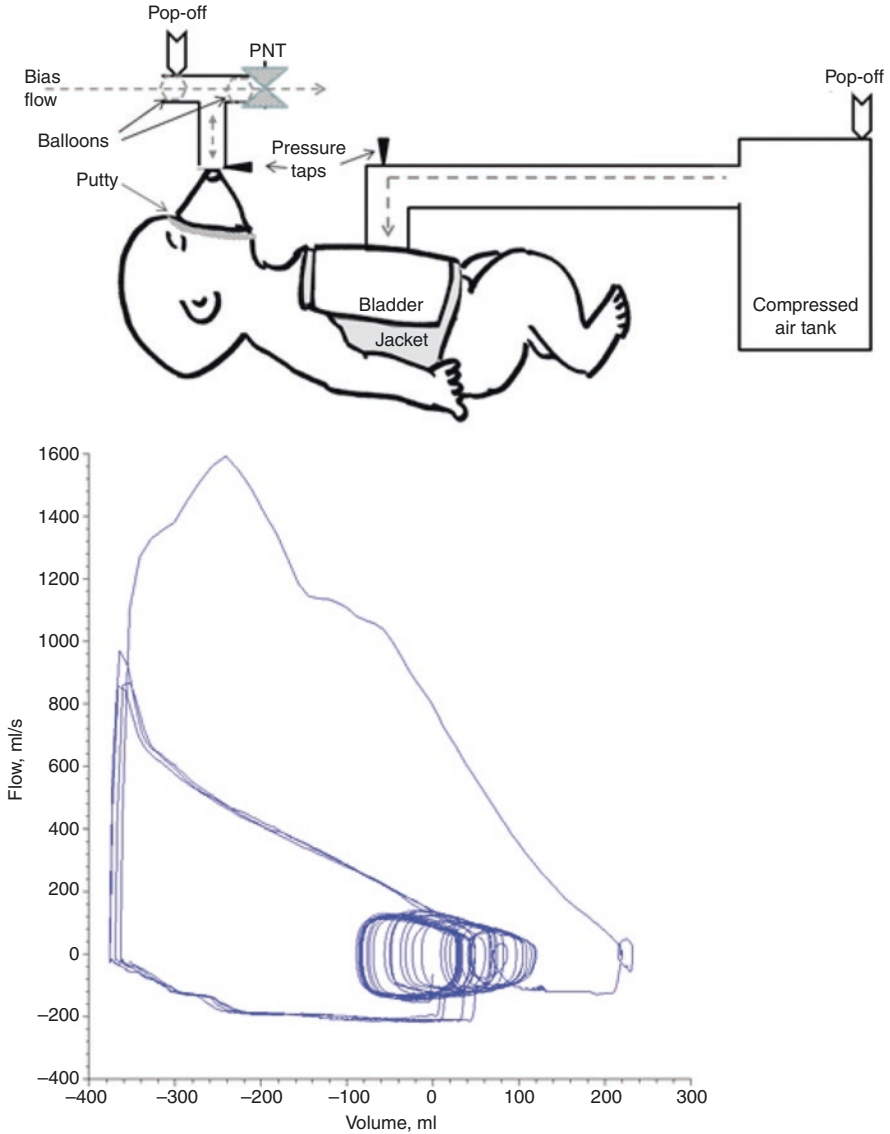 Pop-off
PNT
Bias
flow
Pop-off
Balloons
Pressure
taps
Putty
Bladder
Jacket
Compressed
air tank
1600
1400
1200
1000
800
600
400
200
0
−200
−400
Flow, ml/s
−400
−300
−200
−100
0
100
200
300
Volume, ml